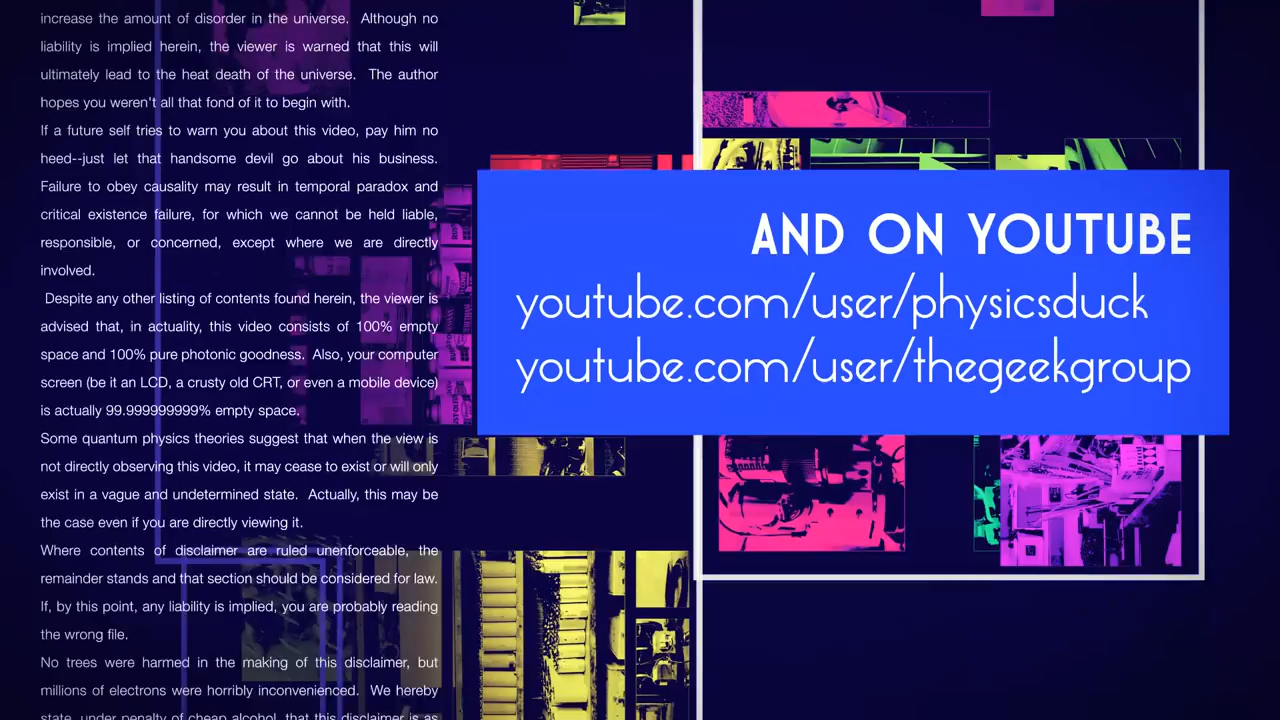 increase the amount of disorder in the universe. Although no
liability is implied herein, the viewer is warned that this will
ultimately lead to the heat death of the universe. The author
hopes you weren't all that fond of it to begin with.
If a future self tries to warn you about this video, pay him no
heed--just let that handsome devil go about his business.
Failure to obey causality may result in temporal paradox and
critical existence failure, for which we cannot be held liable,
responsible, or concerned, except where we are directly
involved.
Despite any other listing of contents found herein, the viewer is
advised that, in actuality, this video consists of 100% empty
space and 100% pure photonic goodness. Also, your computer
screen (be it an LCD, a crusty old CRT, or even a mobile device)
is actually 99.999999999% empty space.
Some quantum physics theories suggest that when the view is
not directly observing this video, it may cease to exist or will only
exist in a vague and undetermined state. Actually, this may be
the case even if you are directly viewing it.
Where contents of disclaimer are ruled unenforceable, the
remainder stands and that section should be considered for law.
If, by this point, any liability is implied, you are probably reading
the wrong file.
No trees were harmed in the making of this disclaimer, but
millions of electrons were horribly inconvenienced. We hereby
state, under penalty of cheap alcohol, that this disclaimer is as
AND ON YOUTUBE
youtube.com/user/physicsduck
youtube.com/user/thegeekgroup